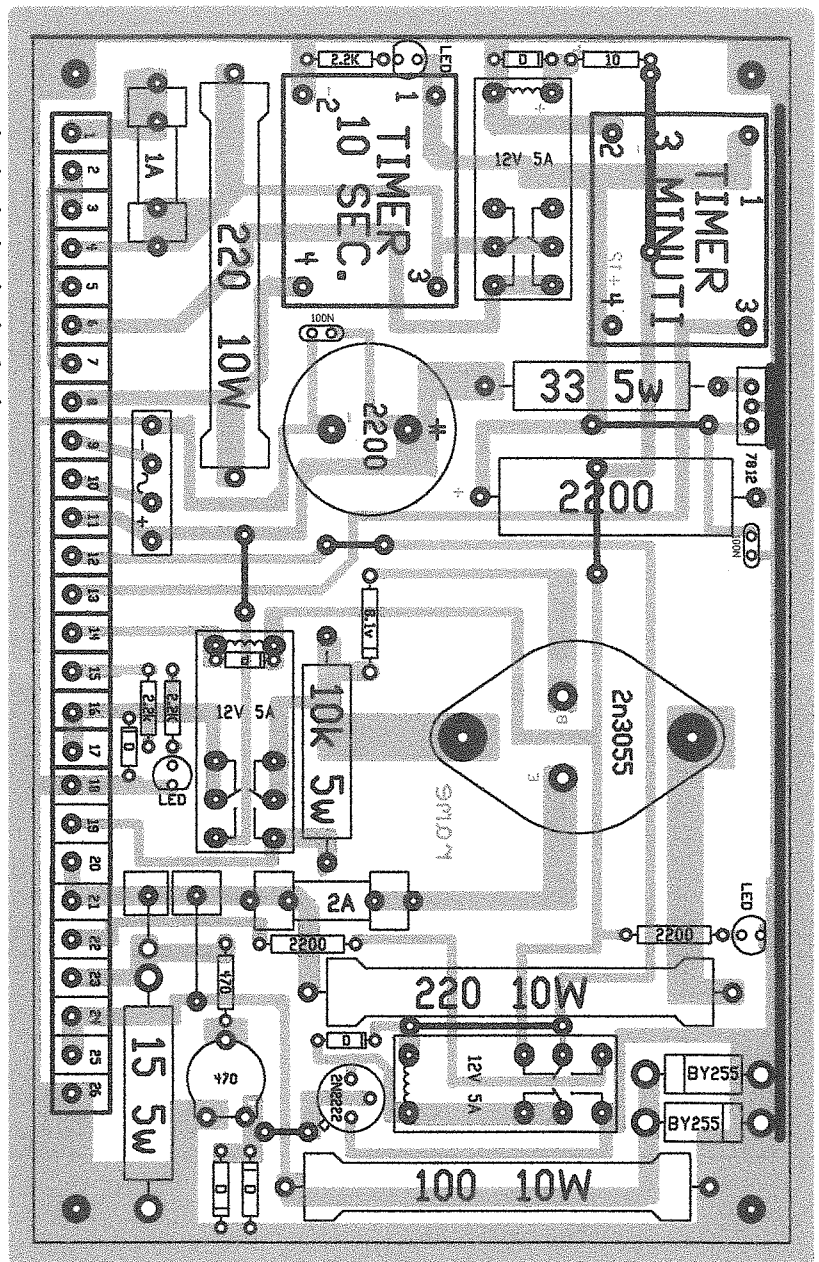 2.2K
LED
D
10
1
2
TIMER
10 SEC.
4
3
12V 5A
+
1
2
3
TIMER
MINUTI
4
3
+12
1A
220 10W
100N
2200
+
33 5w
7812
2200
+
100N
-
~
+
1
2
3
4
5
6
7
8
9
10
11
12
13
14
15
16
17
18
19
20
21
22
23
24
25
26
8.1v
D
12V 5A
2.2K
2.2K
D
LED
10k 5w
2n3055
B
E
rame
2A
2200
LED
2200
470
220 10W
15 5w
470
D
2N2222
12V 5A
BY255
BY255
D
D
100 10W